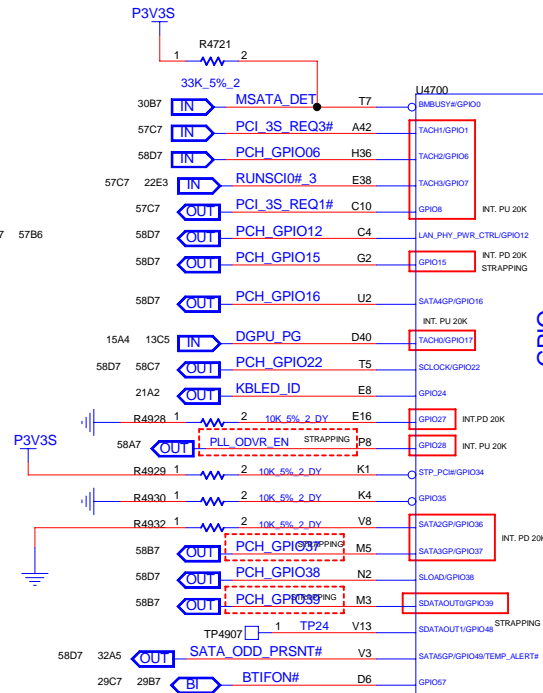 P3V3S
R4721
1 2
33K_5%_2
U4700
30B7 IN MSATA_DET T7 BMBUSY#/GPIO0
57C7 IN PCI_3S_REQ3# A42 TACH1/GPIO1
58D7 IN PCH_GPIO06 H36 TACH2/GPIO6
57C7 22E3 IN RUNSCI0#_3 E38 TACH3/GPIO7
57C7 OUT PCI_3S_REQ1# C10 GPIO8 INT. PU 20K
7 57B6 58D7 OUT PCH_GPIO12 C4 LAN_PHY_PWR_CTRL/GPIO12
58D7 OUT PCH_GPIO15 G2 GPIO15 INT. PD 20K
STRAPPING
58D7 OUT PCH_GPIO16 U2 SATA4GP/GPIO16
INT. PU 20K
15A4 13C5 IN DGPU_PG D40 TACH0/GPIO17
GPIO
58D7 58C7 OUT PCH_GPIO22 T5 SCLOCK/GPIO22
21A2 OUT KBLED_ID E8 GPIO24
R4928 1 2 10K_5%_2_DY E16 GPIO27 INT.PD 20K
P3V3S
58A7 OUT PLL_ODVR_EN STRAPPING P8 GPIO28 INT. PU 20K
R4929 1 2 10K_5%_2_DY K1 STP_PCI#/GPIO34
R4930 1 2 10K_5%_2_DY K4 GPIO35
R4932 1 2 10K_5%_2_DY V8 SATA2GP/GPIO36
INT. PD 20K
58B7 OUT PCH_GPIO37 STRAPPING M5 SATA3GP/GPIO37
58D7 OUT PCH_GPIO38 N2 SLOAD/GPIO38
58B7 OUT PCH_GPIO39 STRAPPING M3 SDATAOUT0/GPIO39
STRAPPING
TP4907 1 TP24 V13 SDATAOUT1/GPIO48
58D7 32A5 OUT SATA_ODD_PRSNT# V3 SATA5GP/GPIO49/TEMP_ALERT#
29C7 29B7 BI BTIFON# D6 GPIO57